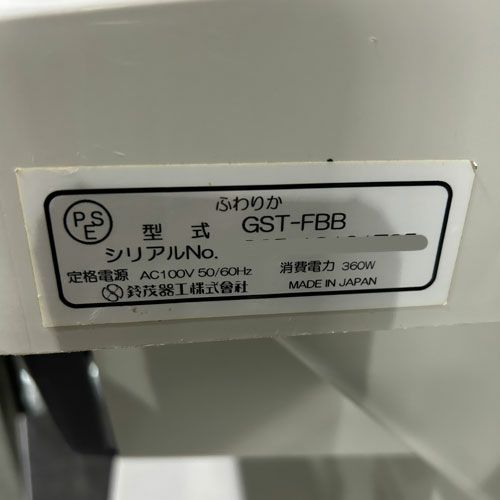 ふわりか
PSE 型式 GST-FBB
シリアルNo.
定格電源 AC100V 50/60Hz 消費電力 360W
鈴茂器工株式會社 MADE IN JAPAN